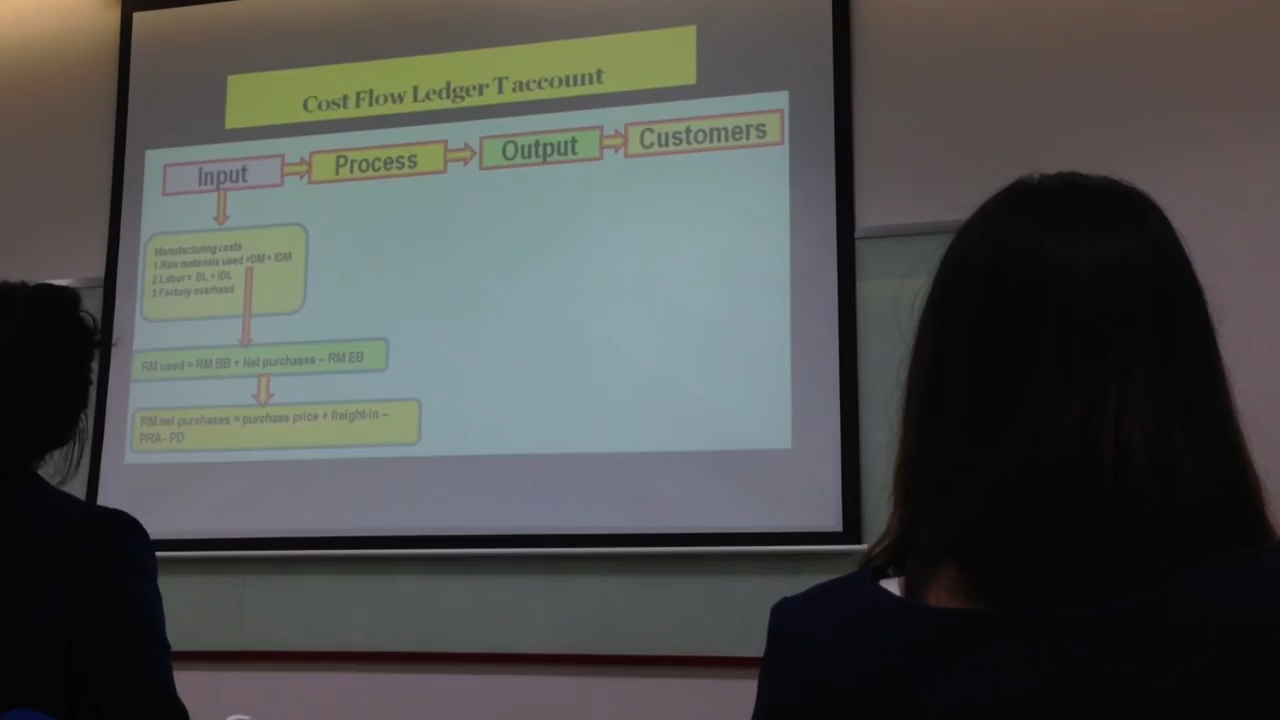 Cost Flow Ledger T account
Input
Process
Output
Customers
Manufacturing costs
1.Raw materials used =DM + IDM
2.Labor = DL + IDL
3.Factory overhead
RM used = RM BB + Net purchases – RM EB
RM net purchases = purchase price + freight-in –
PRA - PD